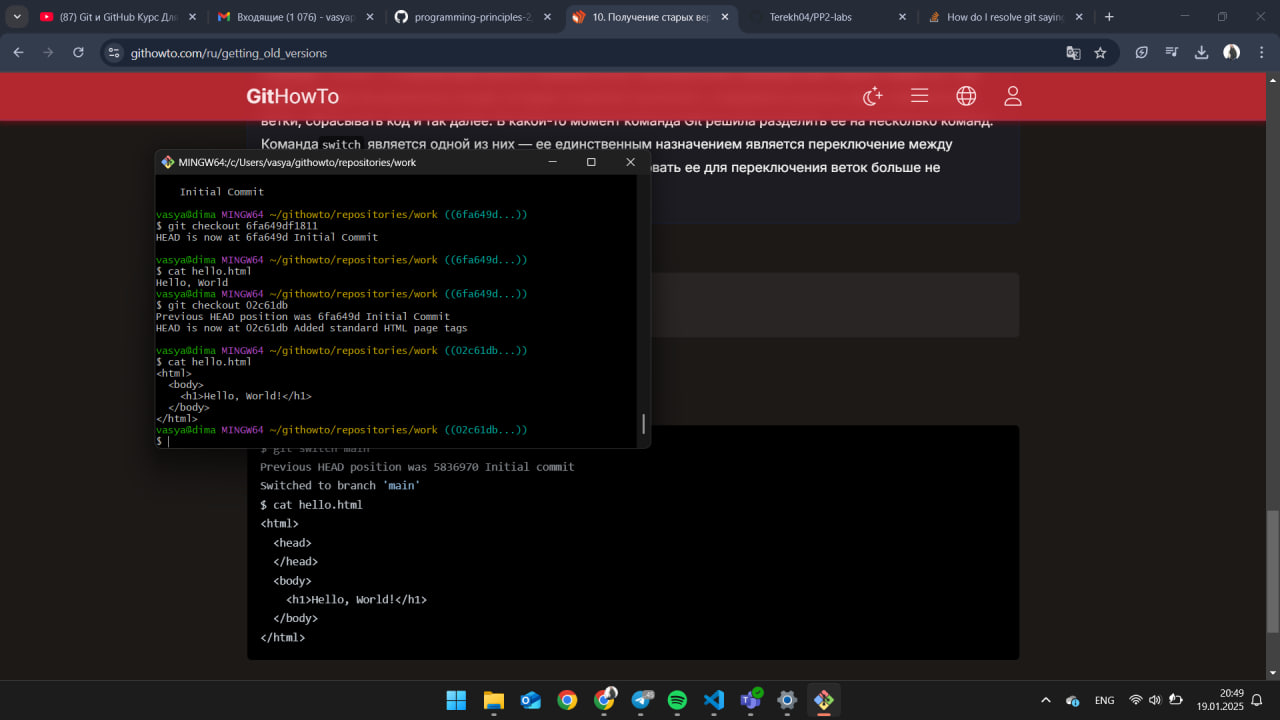 (87) Git и GitHub Курс Для
Входящие (1 076) - vasyap
programming-principles-2
10. Получение старых вер
Terekh04/PP2-labs
How do I resolve git saying
githowto.com/ru/getting_old_versions
GitHowTo
ветки, сбрасывать код и так далее. В какой-то момент команда Git решила разделить ее на несколько команд.
Команда switch является одной из них — ее единственным назначением является переключение между
вать ее для переключения веток больше не
MINGW64:/c/Users/vasya/githowto/repositories/work
Initial Commit
vasya@dima MINGW64 ~/githowto/repositories/work ((6fa649d...))
$ git checkout 6fa649df1811
HEAD is now at 6fa649d Initial Commit
vasya@dima MINGW64 ~/githowto/repositories/work ((6fa649d...))
$ cat hello.html
Hello, World
vasya@dima MINGW64 ~/githowto/repositories/work ((6fa649d...))
$ git checkout 02c61db
Previous HEAD position was 6fa649d Initial Commit
HEAD is now at 02c61db Added standard HTML page tags
vasya@dima MINGW64 ~/githowto/repositories/work ((02c61db...))
$ cat hello.html
<html>
  <body>
    <h1>Hello, World!</h1>
  </body>
</html>
vasya@dima MINGW64 ~/githowto/repositories/work ((02c61db...))
$
$ git switch main
Previous HEAD position was 5836970 Initial commit
Switched to branch 'main'
$ cat hello.html
<html>
  <head>
  </head>
  <body>
    <h1>Hello, World!</h1>
  </body>
</html>
45
ENG
20:49
19.01.2025